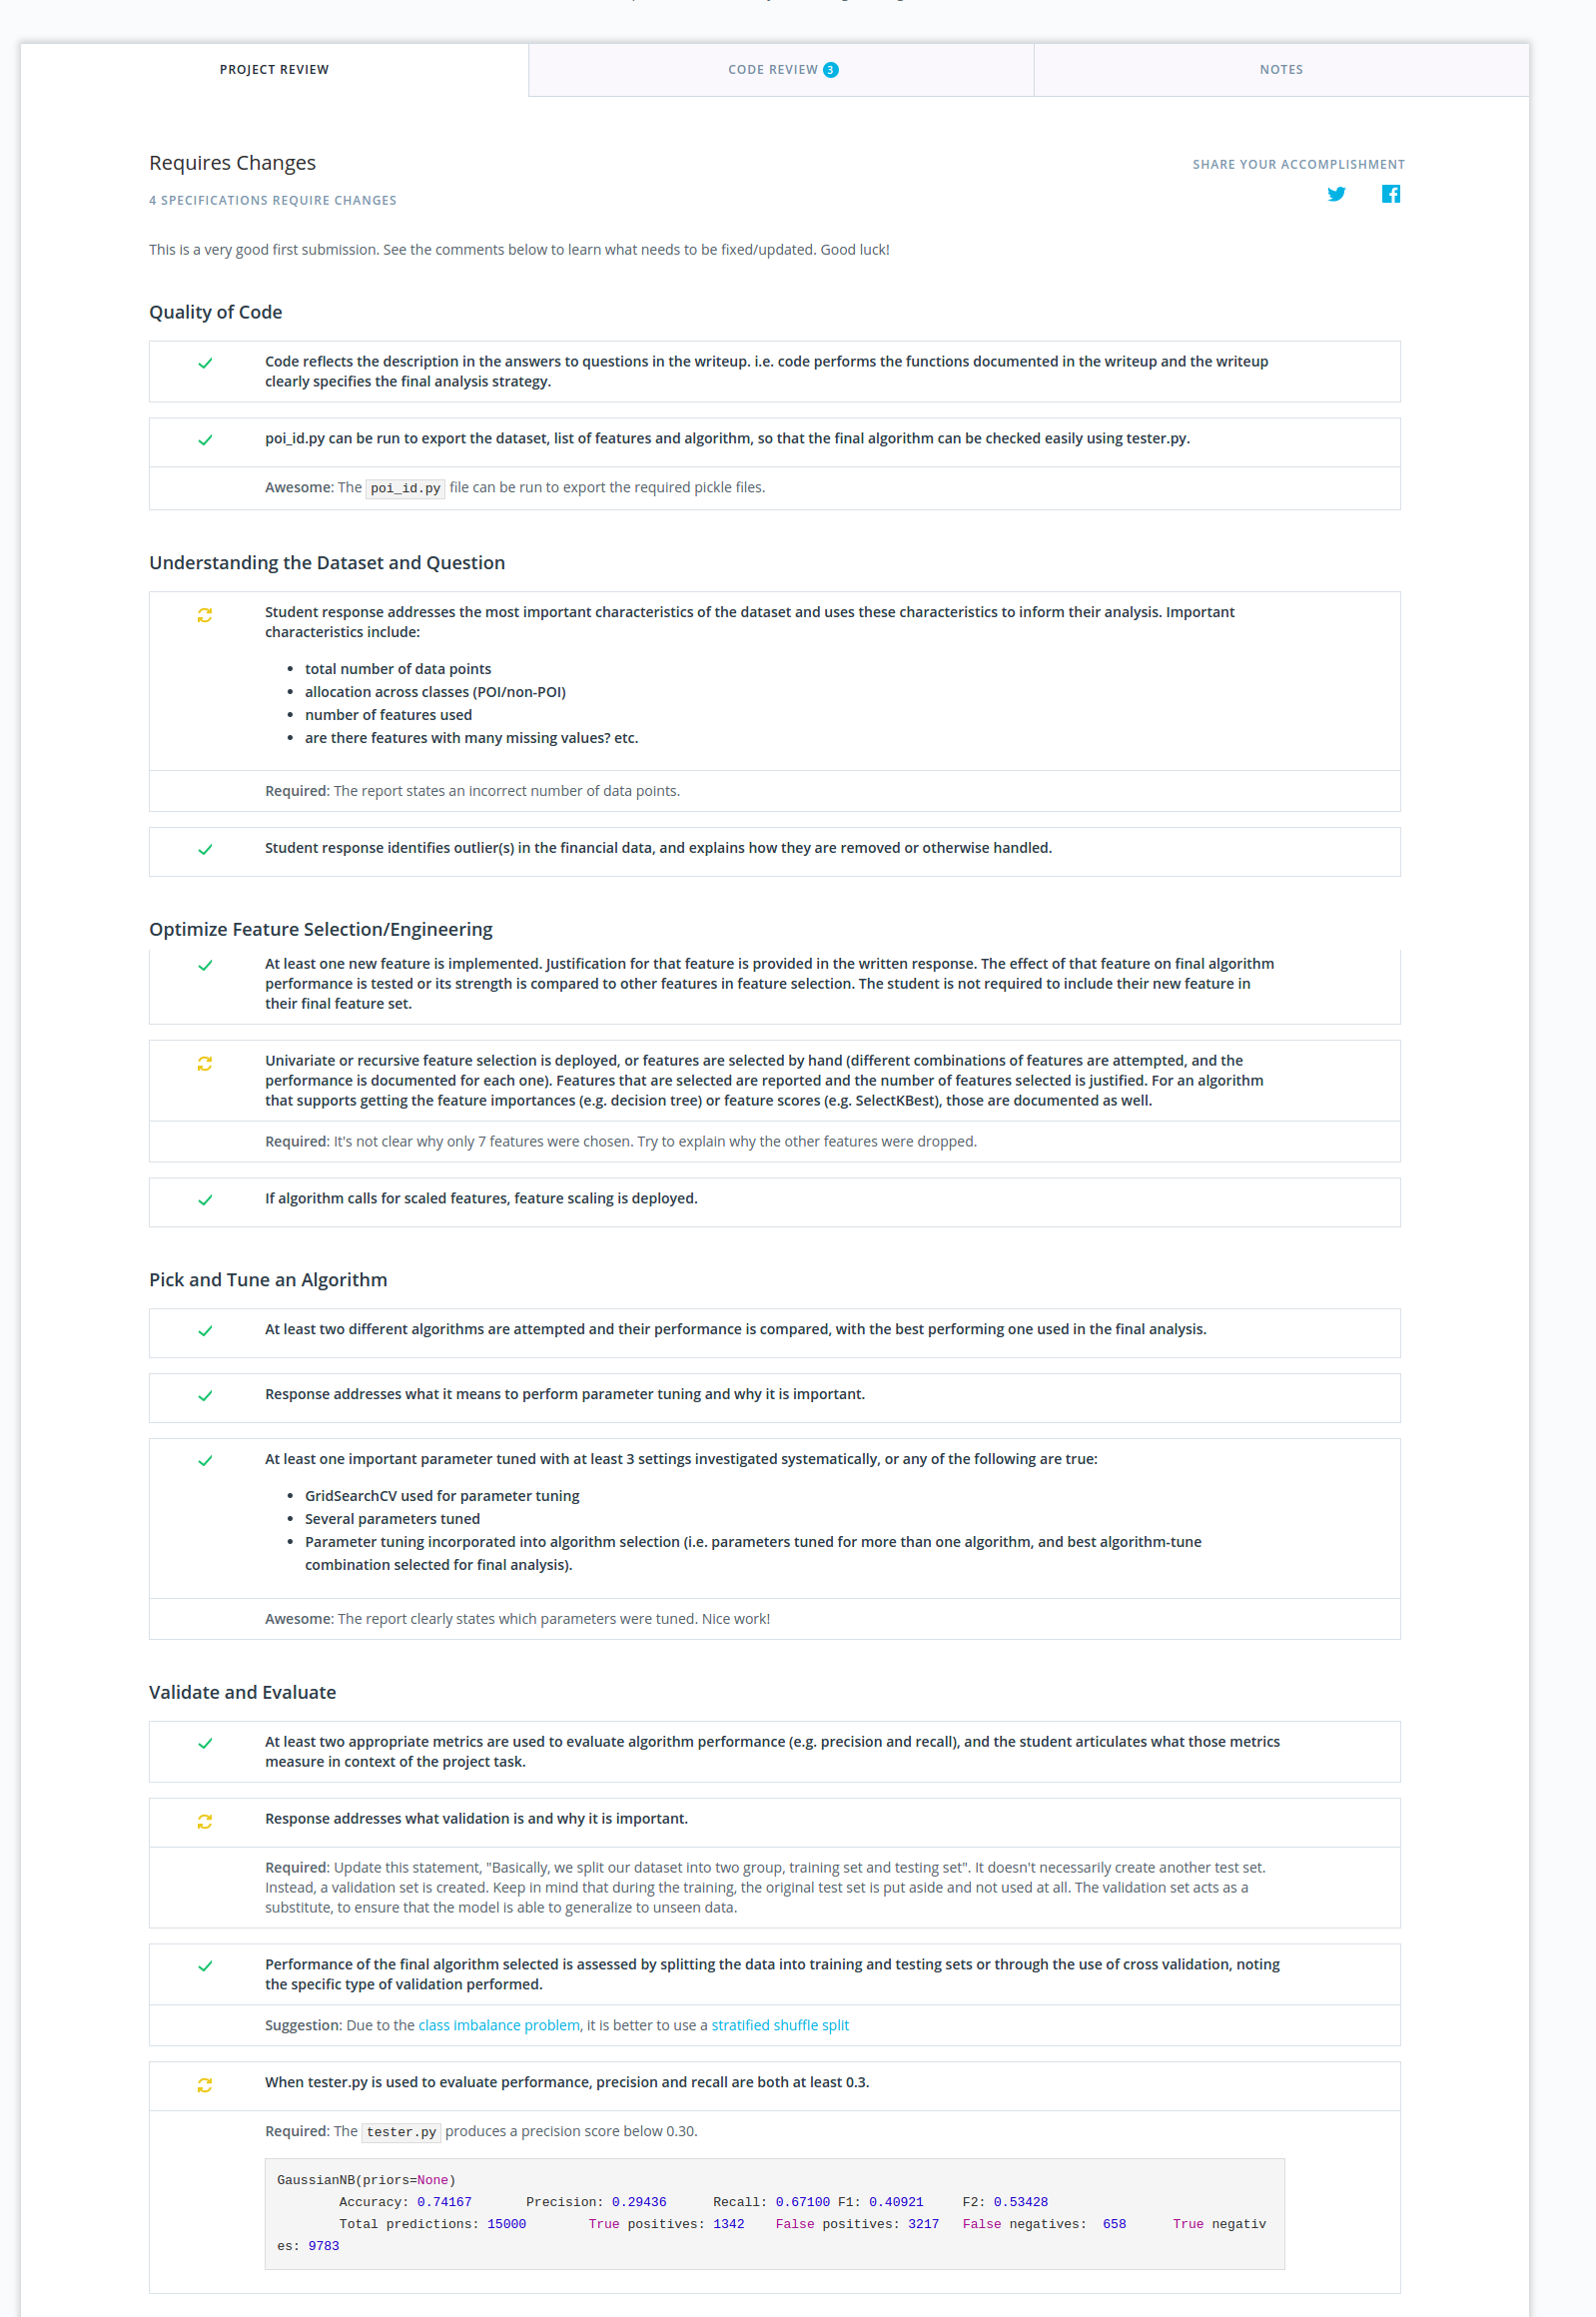 PROJECT REVIEW
CODE REVIEW 3
NOTES
Requires Changes
SHARE YOUR ACCOMPLISHMENT
4 SPECIFICATIONS REQUIRE CHANGES
This is a very good first submission. See the comments below to learn what needs to be fixed/updated. Good luck!
Quality of Code
Code reflects the description in the answers to questions in the writeup. i.e. code performs the functions documented in the writeup and the writeup
clearly specifies the final analysis strategy.
poi_id.py can be run to export the dataset, list of features and algorithm, so that the final algorithm can be checked easily using tester.py.
Awesome: The poi_id.py file can be run to export the required pickle files.
Understanding the Dataset and Question
Student response addresses the most important characteristics of the dataset and uses these characteristics to inform their analysis. Important
characteristics include:
• total number of data points
• allocation across classes (POI/non-POI)
• number of features used
• are there features with many missing values? etc.
Required: The report states an incorrect number of data points.
Student response identifies outlier(s) in the financial data, and explains how they are removed or otherwise handled.
Optimize Feature Selection/Engineering
At least one new feature is implemented. Justification for that feature is provided in the written response. The effect of that feature on final algorithm
performance is tested or its strength is compared to other features in feature selection. The student is not required to include their new feature in
their final feature set.
Univariate or recursive feature selection is deployed, or features are selected by hand (different combinations of features are attempted, and the
performance is documented for each one). Features that are selected are reported and the number of features selected is justified. For an algorithm
that supports getting the feature importances (e.g. decision tree) or feature scores (e.g. SelectKBest), those are documented as well.
Required: It's not clear why only 7 features were chosen. Try to explain why the other features were dropped.
If algorithm calls for scaled features, feature scaling is deployed.
Pick and Tune an Algorithm
At least two different algorithms are attempted and their performance is compared, with the best performing one used in the final analysis.
Response addresses what it means to perform parameter tuning and why it is important.
At least one important parameter tuned with at least 3 settings investigated systematically, or any of the following are true:
• GridSearchCV used for parameter tuning
• Several parameters tuned
• Parameter tuning incorporated into algorithm selection (i.e. parameters tuned for more than one algorithm, and best algorithm-tune
combination selected for final analysis).
Awesome: The report clearly states which parameters were tuned. Nice work!
Validate and Evaluate
At least two appropriate metrics are used to evaluate algorithm performance (e.g. precision and recall), and the student articulates what those metrics
measure in context of the project task.
Response addresses what validation is and why it is important.
Required: Update this statement, "Basically, we split our dataset into two group, training set and testing set". It doesn't necessarily create another test set.
Instead, a validation set is created. Keep in mind that during the training, the original test set is put aside and not used at all. The validation set acts as a
substitute, to ensure that the model is able to generalize to unseen data.
Performance of the final algorithm selected is assessed by splitting the data into training and testing sets or through the use of cross validation, noting
the specific type of validation performed.
Suggestion: Due to the class imbalance problem, it is better to use a stratified shuffle split
When tester.py is used to evaluate performance, precision and recall are both at least 0.3.
Required: The tester.py produces a precision score below 0.30.
GaussianNB(priors=None)
Accuracy: 0.74167 Precision: 0.29436 Recall: 0.67100 F1: 0.40921 F2: 0.53428
Total predictions: 15000 True positives: 1342 False positives: 3217 False negatives: 658 True negativ
es: 9783